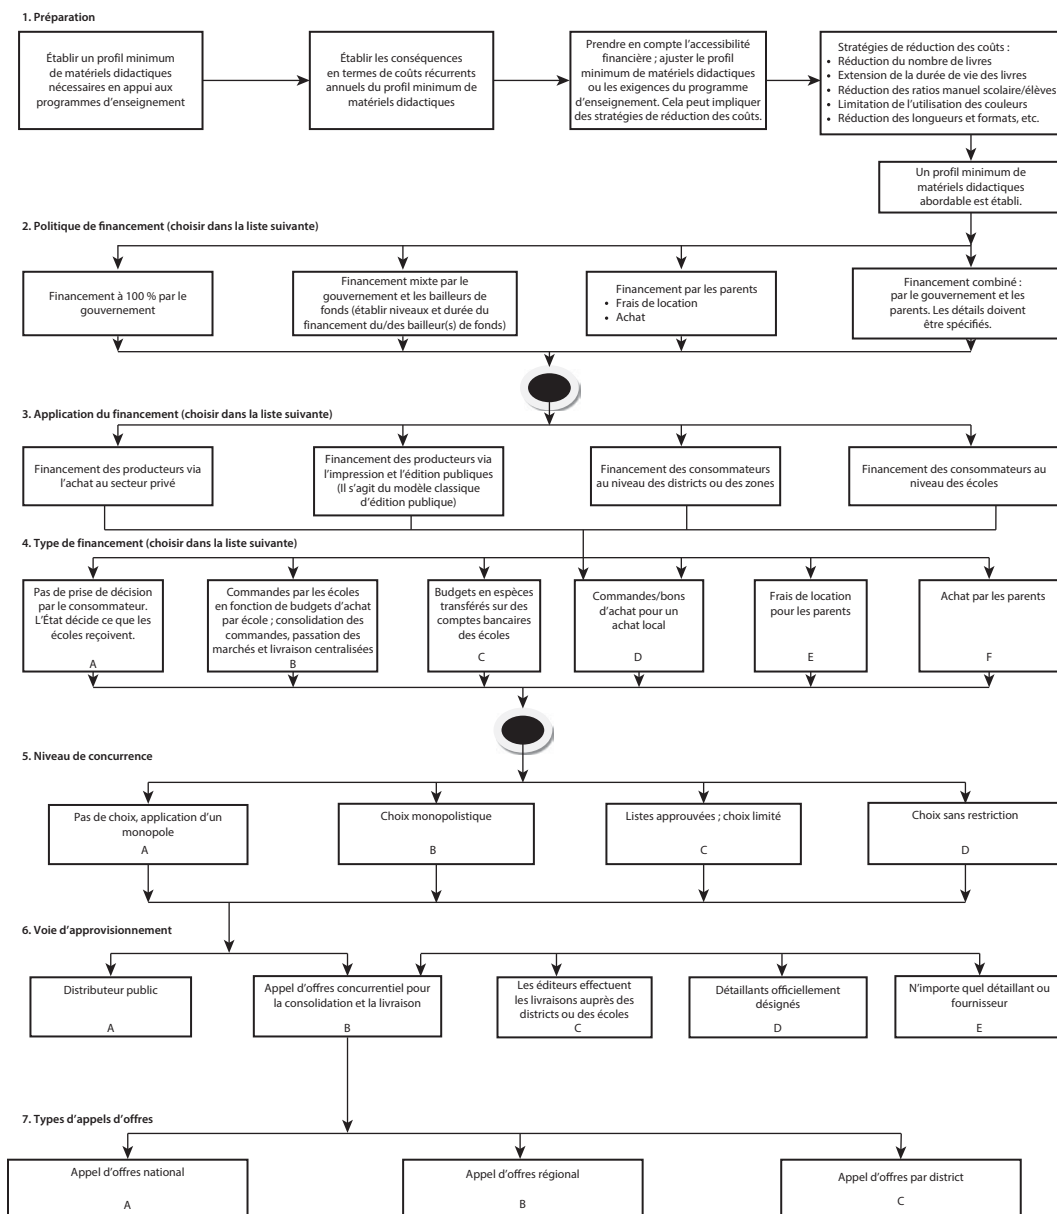 1. Préparation
Établir un profil minimum
de matériels didactiques
nécessaires en appui aux
programmes d’enseignement
Établir les conséquences
en termes de coûts récurrents
annuels du profil minimum de
matériels didactiques
Prendre en compte l’accessibilité
financière ; ajuster le profil
minimum de matériels didactiques
ou les exigences du programme
d’enseignement. Cela peut impliquer
des stratégies de réduction des coûts.
Stratégies de réduction des coûts :
• Réduction du nombre de livres
• Extension de la durée de vie des livres
• Réduction des ratios manuel scolaire/élèves
• Limitation de l’utilisation des couleurs
• Réduction des longueurs et formats, etc.
Un profil minimum de
matériels didactiques
abordable est établi.
2. Politique de financement (choisir dans la liste suivante)
Financement à 100 % par le
gouvernement
Financement mixte par le
gouvernement et les bailleurs de
fonds (établir niveaux et durée du
financement du/des bailleur(s) de fonds)
Financement par les parents
• Frais de location
• Achat
Financement combiné :
par le gouvernement et les
parents. Les détails doivent
être spécifiés.
3. Application du financement (choisir dans la liste suivante)
Financement des producteurs via
l’achat au secteur privé
Financement des producteurs via
l’impression et l’édition publiques
(Il s’agit du modèle classique
d’édition publique)
Financement des consommateurs
au niveau des districts ou des zones
Financement des consommateurs au
niveau des écoles
4. Type de financement (choisir dans la liste suivante)
Pas de prise de décision
par le consommateur.
L’État décide ce que les
écoles reçoivent.
A
Commandes par les écoles
en fonction de budgets d’achat
par école ; consolidation des
commandes, passation des
marchés et livraison centralisées
B
Budgets en espèces
transférés sur des
comptes bancaires
des écoles
C
Commandes/bons
d’achat pour un
achat local
D
Frais de location
pour les parents
E
Achat par les parents
F
5. Niveau de concurrence
Pas de choix, application d’un
monopole
A
Choix monopolistique
B
Listes approuvées ; choix limité
C
Choix sans restriction
D
6. Voie d’approvisionnement
Distributeur public
A
Appel d’offres concurrentiel pour
la consolidation et la livraison
B
Les éditeurs effectuent
les livraisons auprès des
districts ou des écoles
C
Détaillants officiellement
désignés
D
N’importe quel détaillant ou
fournisseur
E
7. Types d’appels d’offres
Appel d’offres national
A
Appel d’offres régional
B
Appel d’offres par district
C